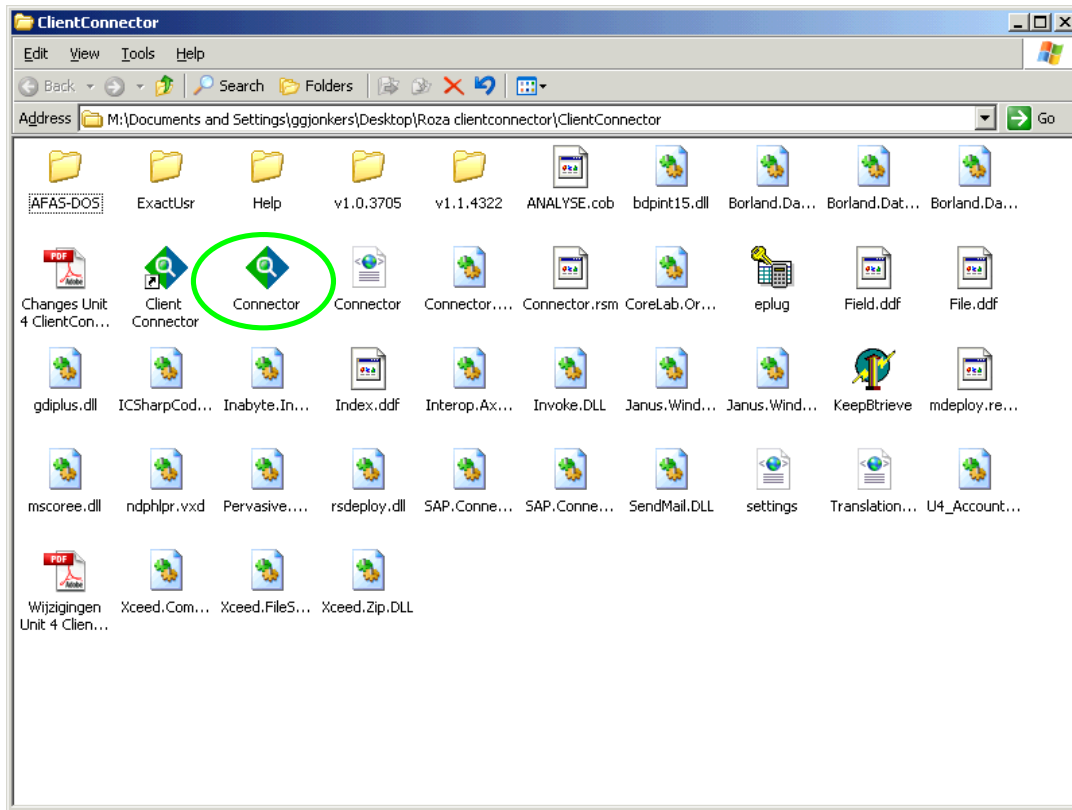 ClientConnector
Edit View Tools Help
Back Search Folders
Address M:\Documents and Settings\ggjonkers\Desktop\Roza clientconnector\ClientConnector Go
AFAS-DOS ExactUsr Help v1.0.3705 v1.1.4322 ANALYSE.cob bdpint15.dll Borland.Da... Borland.Dat... Borland.Da...
PDF Adobe
Changes Unit Client Connector Connector Connector.... Connector.rsm CoreLab.Or... eplug Field.ddf File.ddf
4 ClientCon... Connector
gdiplus.dll ICSharpCod... Inabyte.In... Index.ddf Interop.Ax... Invoke.DLL Janus.Wind... Janus.Wind... KeepBtrieve mdeploy.re...
mscoree.dll ndphlpr.vxd Pervasive.... rsdeploy.dll SAP.Conne... SAP.Conne... SendMail.DLL settings Translation... U4_Account...
PDF Adobe
Wijzigingen Xceed.Com... Xceed.FileS... Xceed.Zip.DLL
Unit 4 Clien...